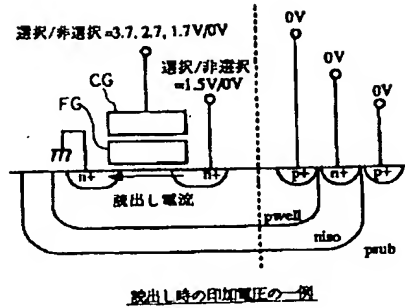 選択/非選択=3.7, 2.7, 1.7V/0V
0V
CG
選択/非選択
=1.5V/0V
0V
FG
0V
n+
n+
p+
n+
p+
読出し電流
pwell
niso
psub
読出し時の印加電圧の一例